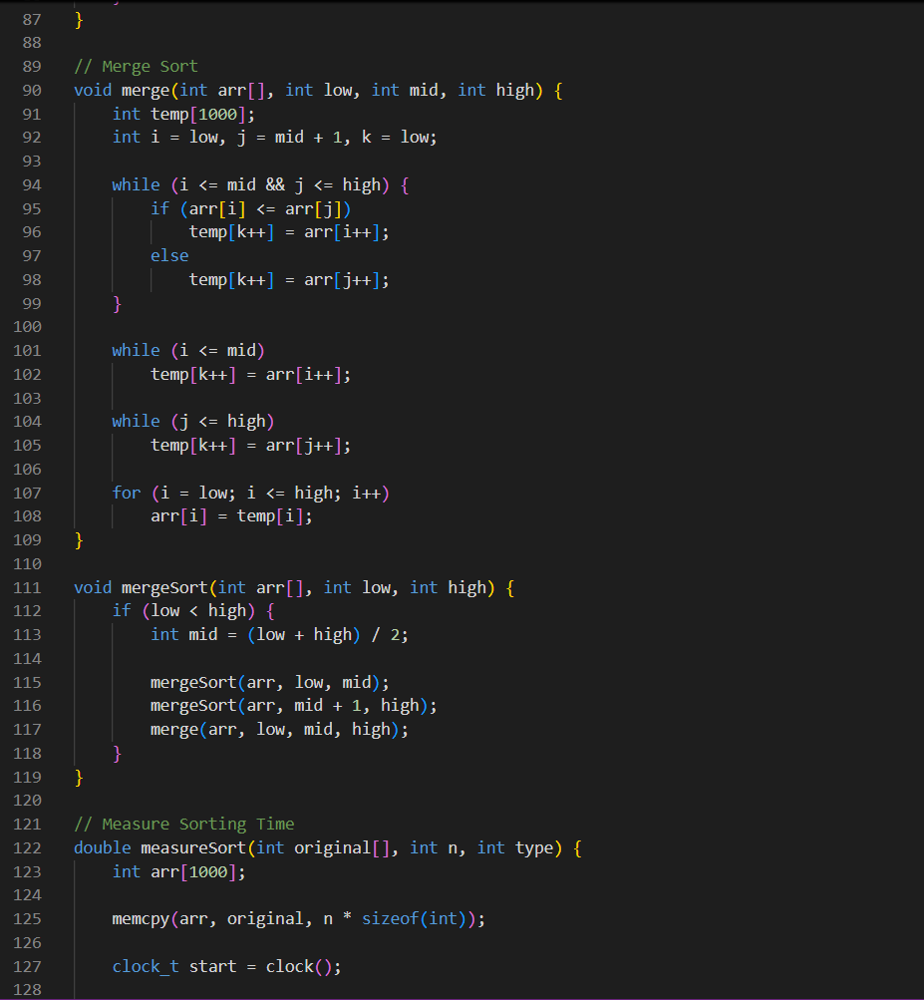 87 }
88
89 // Merge Sort
90 void merge(int arr[], int low, int mid, int high) {
91     int temp[1000];
92     int i = low, j = mid + 1, k = low;
93
94     while (i <= mid && j <= high) {
95         if (arr[i] <= arr[j])
96             temp[k++] = arr[i++];
97         else
98             temp[k++] = arr[j++];
99     }
100
101     while (i <= mid)
102         temp[k++] = arr[i++];
103
104     while (j <= high)
105         temp[k++] = arr[j++];
106
107     for (i = low; i <= high; i++)
108         arr[i] = temp[i];
109 }
110
111 void mergeSort(int arr[], int low, int high) {
112     if (low < high) {
113         int mid = (low + high) / 2;
114
115         mergeSort(arr, low, mid);
116         mergeSort(arr, mid + 1, high);
117         merge(arr, low, mid, high);
118     }
119 }
120
121 // Measure Sorting Time
122 double measureSort(int original[], int n, int type) {
123     int arr[1000];
124
125     memcpy(arr, original, n * sizeof(int));
126
127     clock_t start = clock();
128